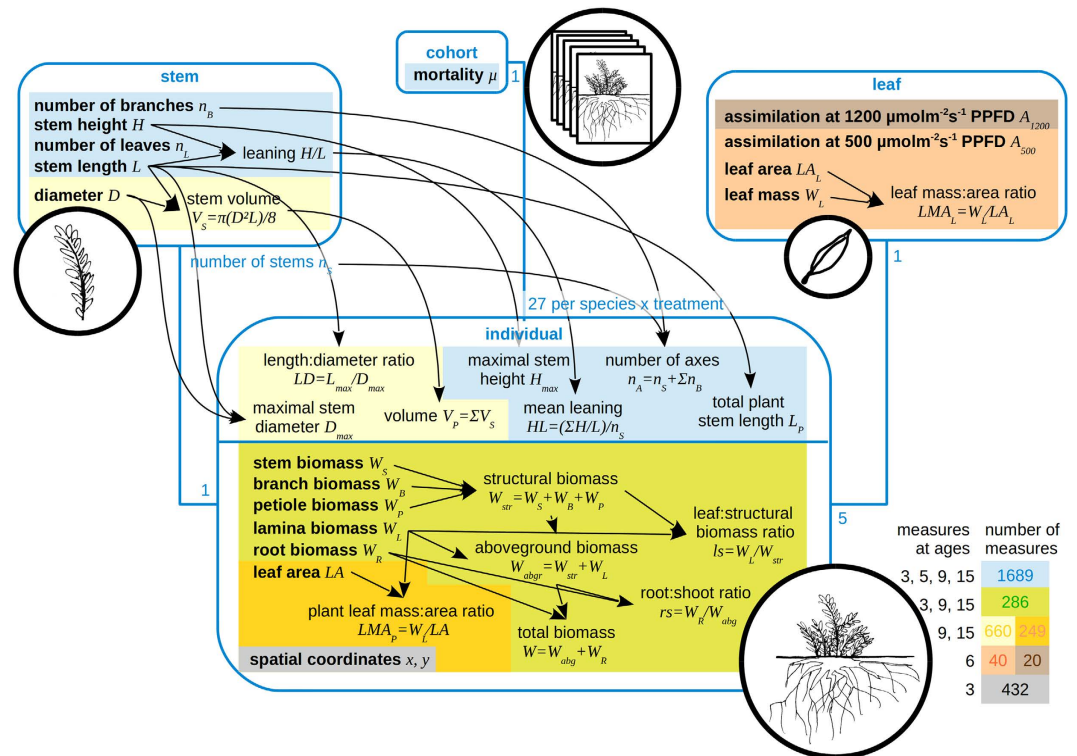 cohort
mortality μ
1
stem
number of branches n_B
stem height H
number of leaves n_L
stem length L
leaning H/L
diameter D
stem volume
V_S=π(D²L)/8
number of stems n_S
leaf
assimilation at 1200 μmolm⁻²s⁻¹ PPFD A_1200
assimilation at 500 μmolm⁻²s⁻¹ PPFD A_500
leaf area LA_L
leaf mass W_L
leaf mass:area ratio
LMA_L=W_L/LA_L
1
27 per species x treatment
individual
length:diameter ratio
LD=L_max/D_max
maximal stem
height H_max
number of axes
n_A=n_S+Σn_B
maximal stem
diameter D_max
volume V_P=ΣV_S
mean leaning
HL=(ΣH/L)/n_S
total plant
stem length L_P
1
5
stem biomass W_S
branch biomass W_B
petiole biomass W_P
lamina biomass W_L
root biomass W_R
leaf area LA
structural biomass
W_str=W_S+W_B+W_P
leaf:structural
biomass ratio
ls=W_L/W_str
aboveground biomass
W_abgr=W_str+W_L
root:shoot ratio
rs=W_R/W_abg
plant leaf mass:area ratio
LMA_P=W_L/LA
total biomass
W=W_abg+W_R
spatial coordinates x, y
measures
at ages
number of
measures
3, 5, 9, 15 1689
3, 9, 15 286
9, 15 660 249
6 40 20
3 432